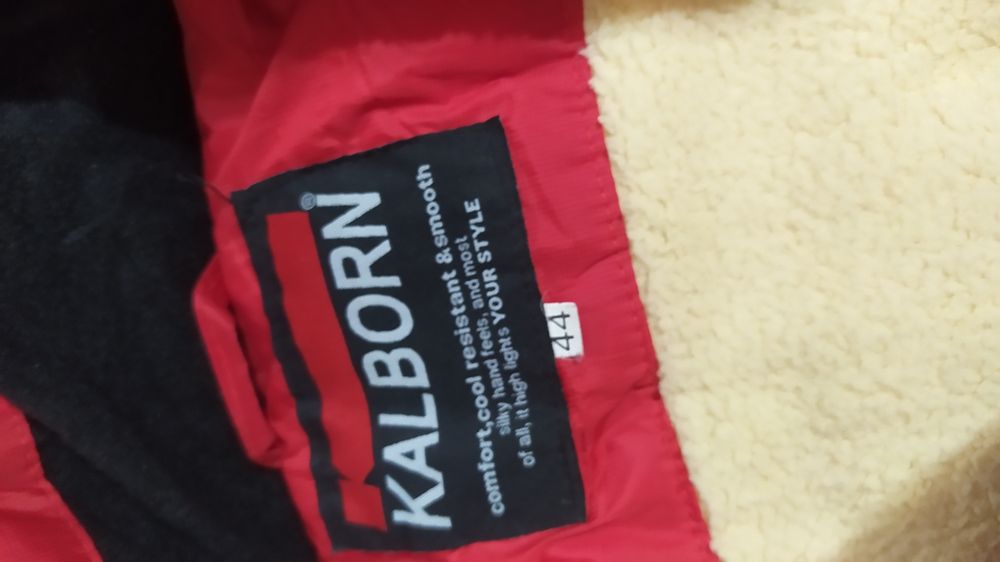 KALBORN®
comfort,cool resistant &smooth
silky hand feels, and most
of all, it high lights YOUR STYLE
44